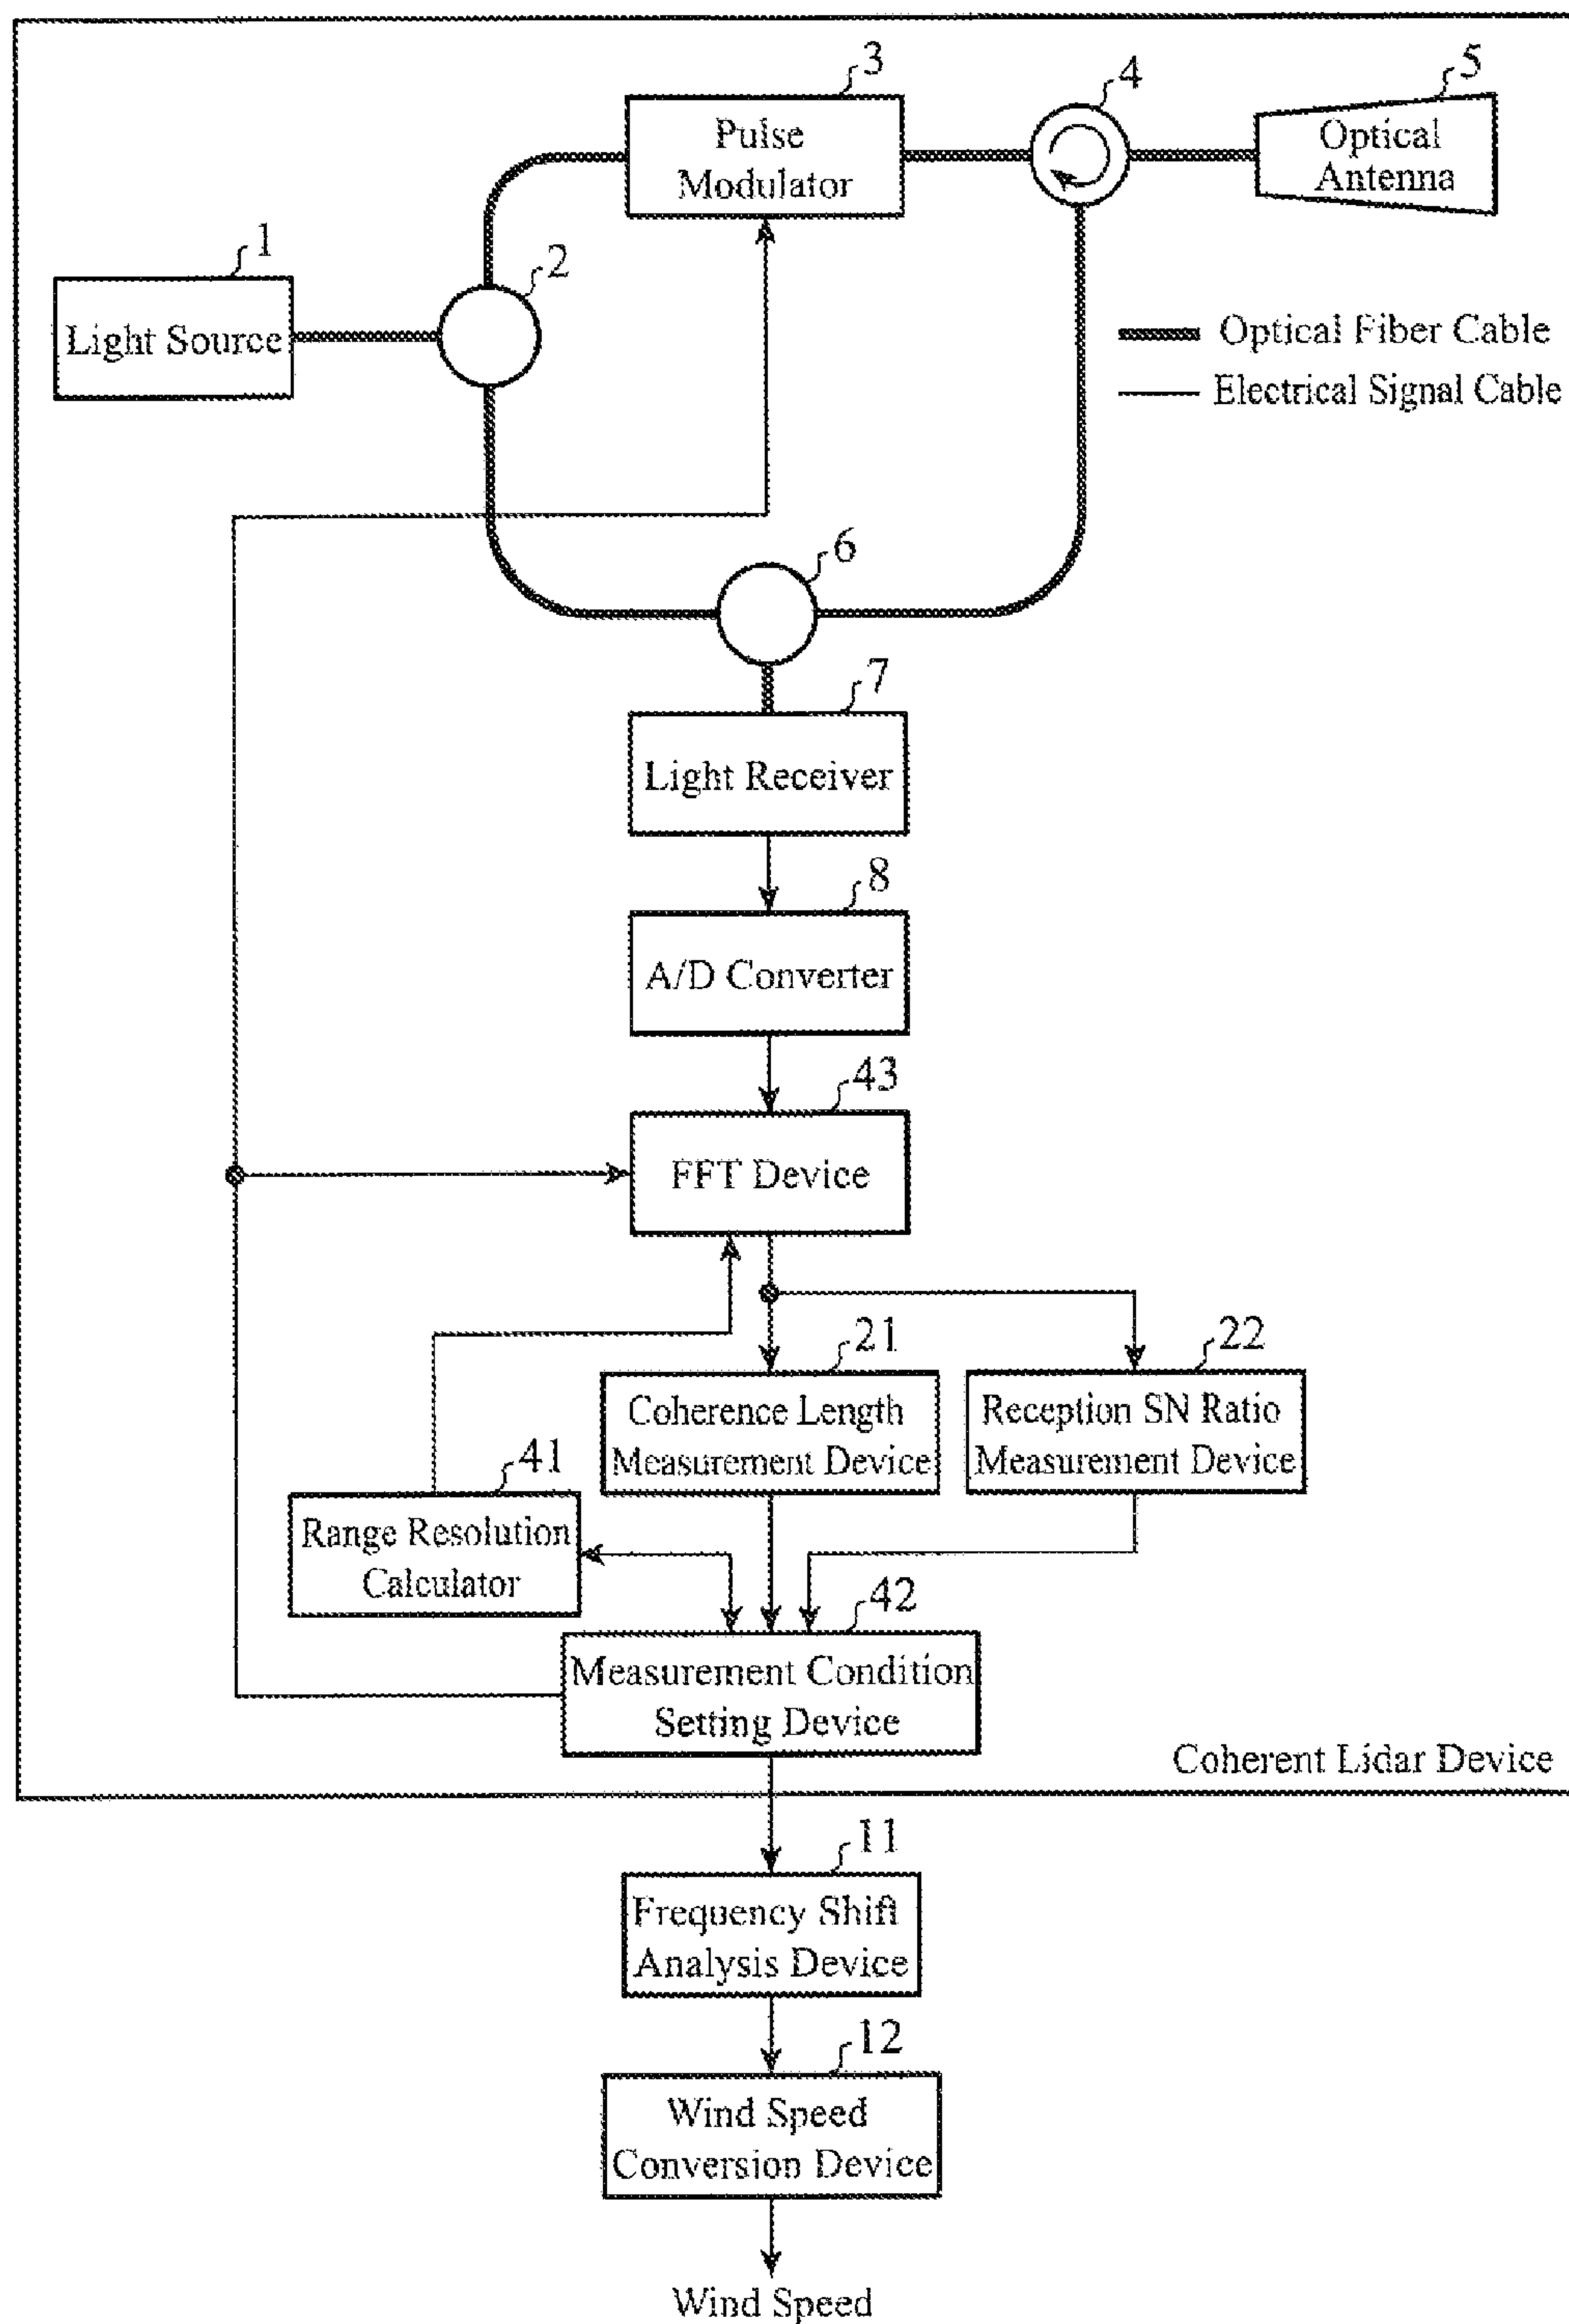 3
Pulse
Modulator
4
5
Optical
Antenna
1
Light Source
2
Optical Fiber Cable
Electrical Signal Cable
6
7
Light Receiver
8
A/D Converter
43
FFT Device
21
Coherence Length
Measurement Device
22
Reception SN Ratio
Measurement Device
41
Range Resolution
Calculator
42
Measurement Condition
Setting Device
Coherent Lidar Device
11
Frequency Shift
Analysis Device
12
Wind Speed
Conversion Device
Wind Speed